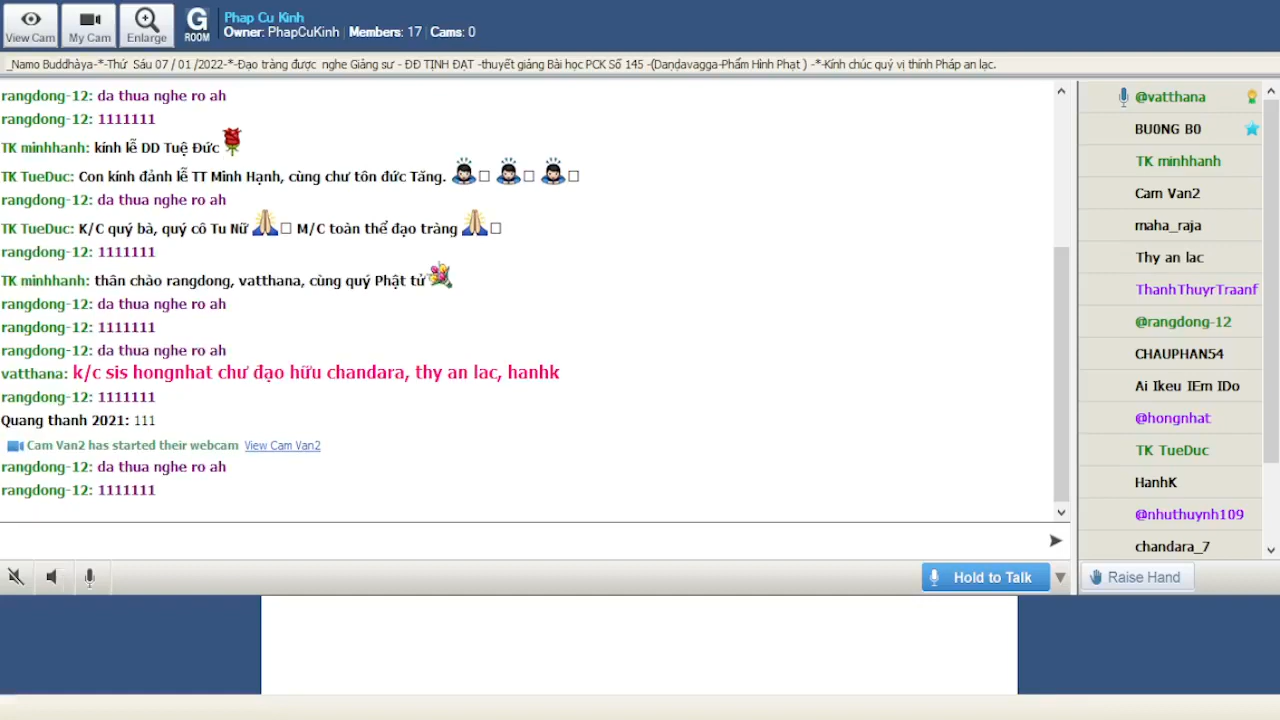 Phap Cu Kinh
Owner: PhapCuKinh | Members: 17 | Cams: 0
View Cam My Cam Enlarge G ROOM
_Namo Buddhàya-*-Thứ Sáu 07 / 01 /2022-*-Đạo tràng được nghe Giảng sư - ĐĐ TỊNH ĐẠT -thuyết giảng Bài học PCK Số 145 -(Daṇḍavagga-Phẩm Hình Phạt ) -*-Kính chúc quý vị thính Pháp an lạc.
rangdong-12: da thua nghe ro ah
rangdong-12: 1111111
TK minhhanh: kính lễ DD Tuệ Đức
TK TueDuc: Con kính đảnh lễ TT Minh Hạnh, cùng chư tôn đức Tăng.
rangdong-12: da thua nghe ro ah
TK TueDuc: K/C quý bà, quý cô Tu Nữ M/C toàn thể đạo tràng
rangdong-12: 1111111
TK minhhanh: thân chào rangdong, vatthana, cùng quý Phật tử
rangdong-12: da thua nghe ro ah
rangdong-12: 1111111
rangdong-12: da thua nghe ro ah
vatthana: k/c sis hongnhat chư đạo hữu chandara, thy an lac, hanhk
rangdong-12: 1111111
Quang thanh 2021: 111
Cam Van2 has started their webcam View Cam Van2
rangdong-12: da thua nghe ro ah
rangdong-12: 1111111
@vatthana
BU0NG B0
TK minhhanh
Cam Van2
maha_raja
Thy an lac
ThanhThuyrTraanf
@rangdong-12
CHAUPHAN54
Ai Ikeu IEm IDo
@hongnhat
TK TueDuc
HanhK
@nhuthuynh109
chandara_7
Hold to Talk
Raise Hand